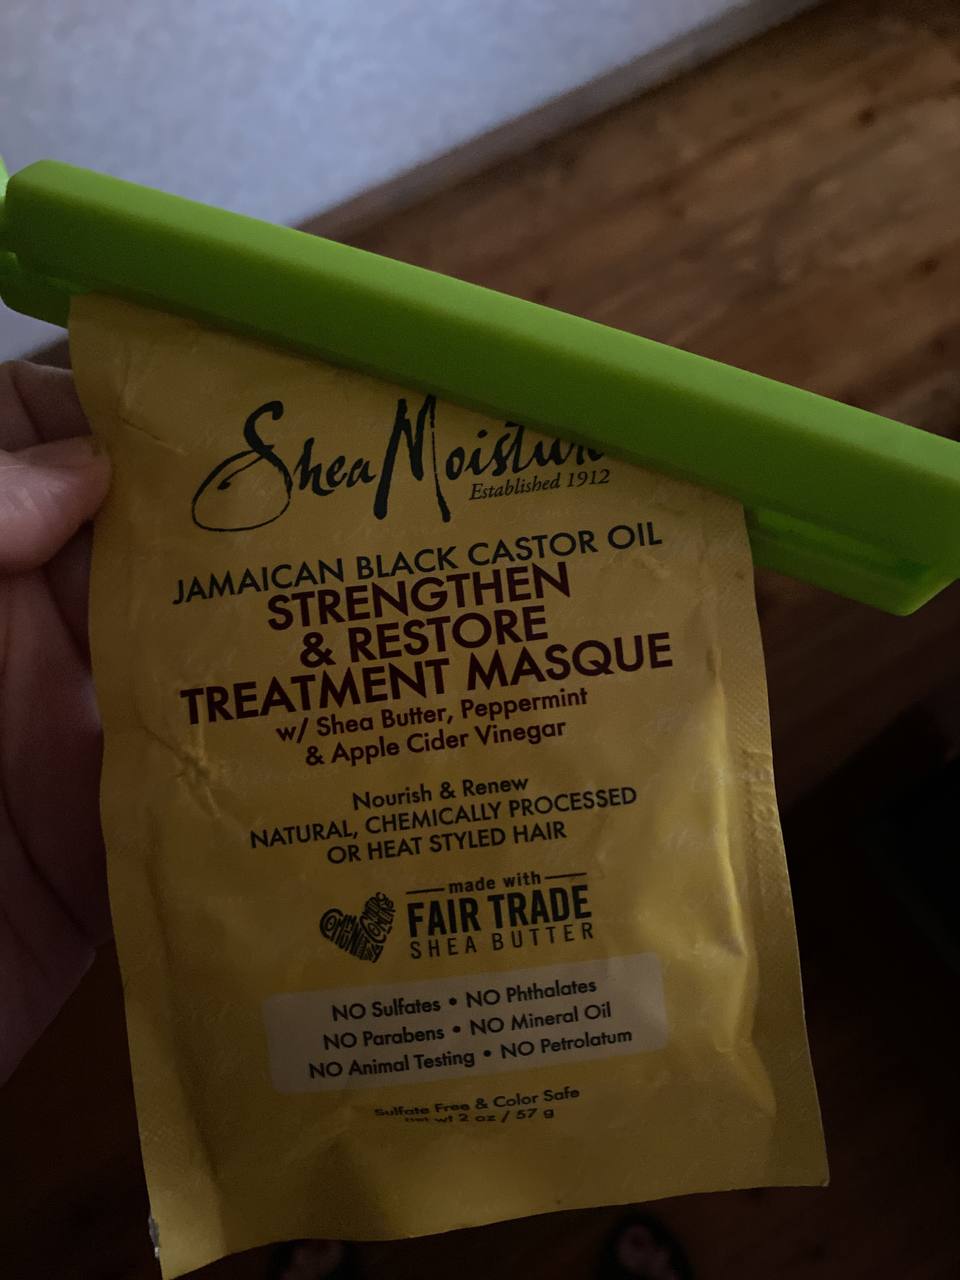 Shea Moisture
Established 1912
JAMAICAN BLACK CASTOR OIL
STRENGTHEN
& RESTORE
TREATMENT MASQUE
w/ Shea Butter, Peppermint
& Apple Cider Vinegar
Nourish & Renew
NATURAL, CHEMICALLY PROCESSED
OR HEAT STYLED HAIR
made with
FAIR TRADE
SHEA BUTTER
NO Sulfates • NO Phthalates
NO Parabens • NO Mineral Oil
NO Animal Testing • NO Petrolatum
Sulfate Free & Color Safe
net wt 2 oz / 57 g